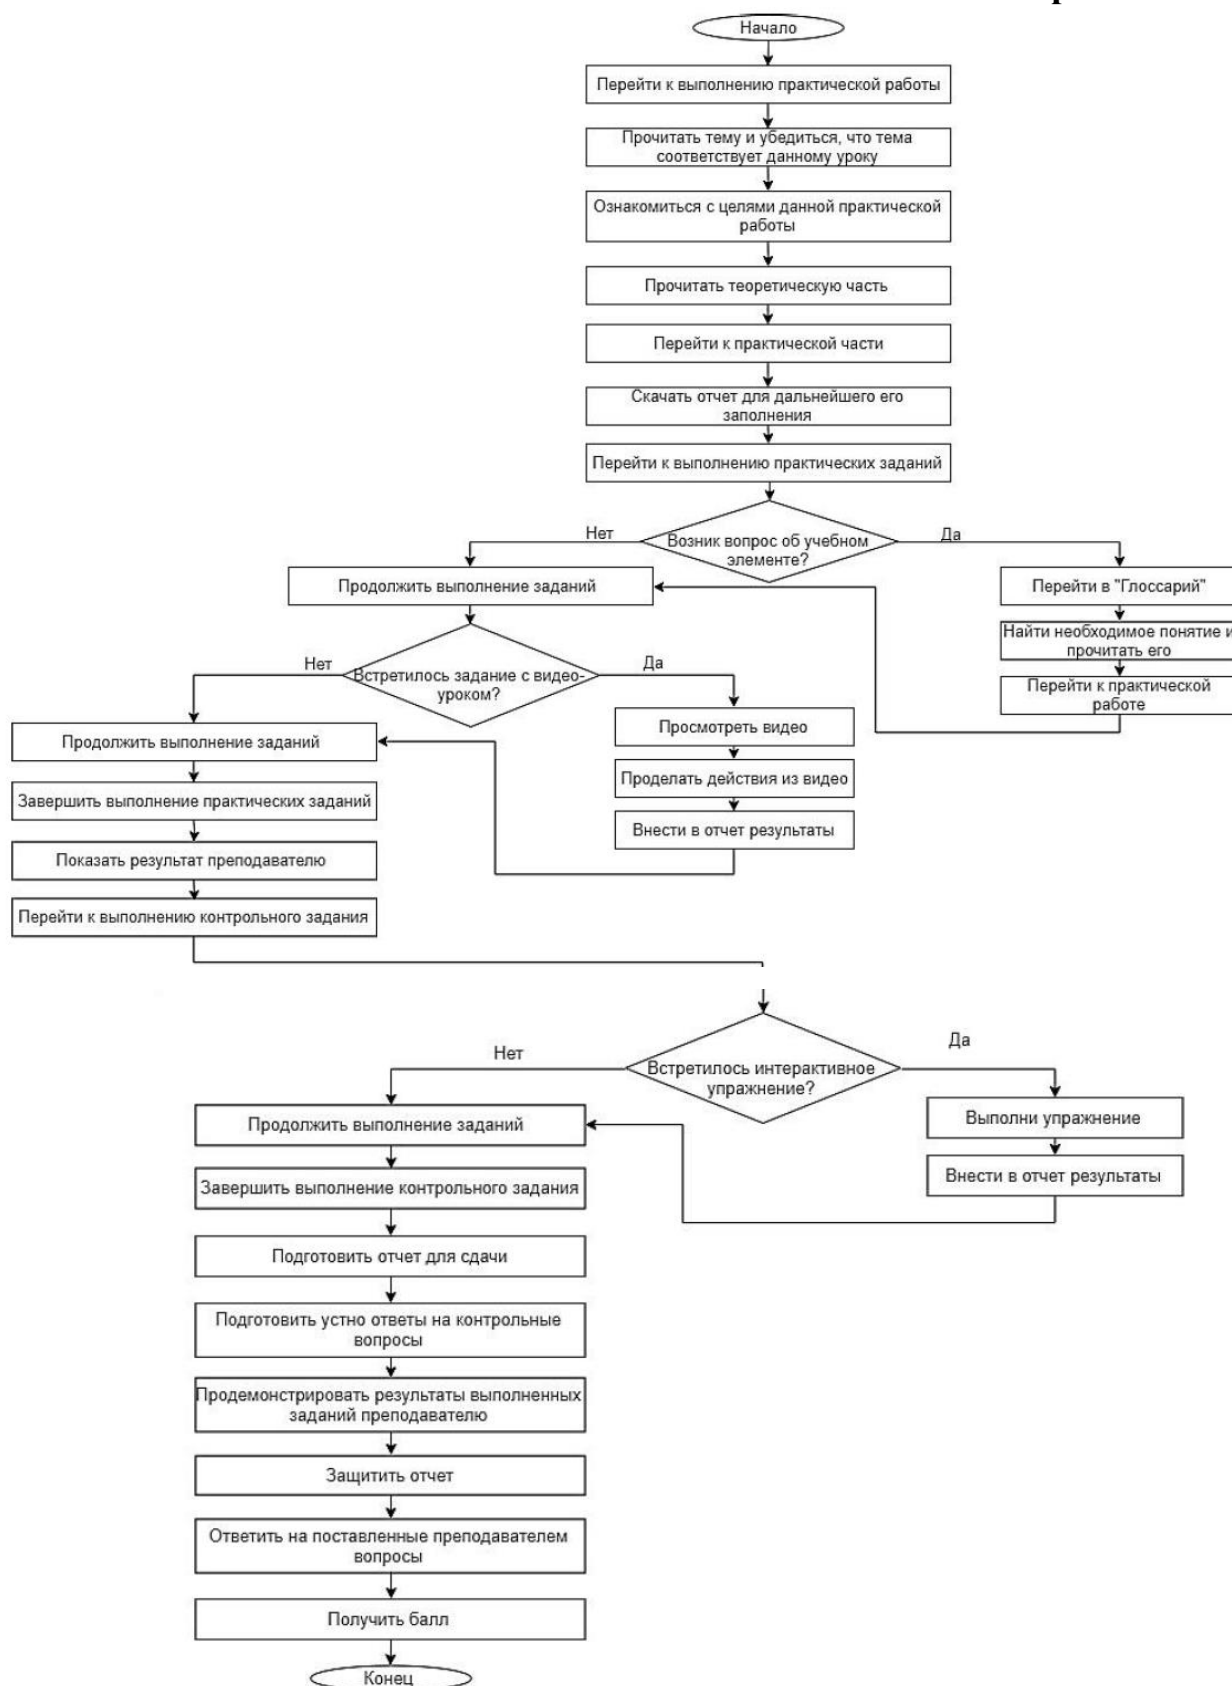 Начало
Перейти к выполнению практической работы
Прочитать тему и убедиться, что тема
соответствует данному уроку
Ознакомиться с целями данной практической
работы
Прочитать теоретическую часть
Перейти к практической части
Скачать отчет для дальнейшего его
заполнения
Перейти к выполнению практических заданий
Возник вопрос об учебном
элементе?
Нет
Да
Продолжить выполнение заданий
Перейти в "Глоссарий"
Найти необходимое понятие и
прочитать его
Перейти к практической
работе
Встретилось задание с видео-
уроком?
Нет
Да
Просмотреть видео
Проделать действия из видео
Внести в отчет результаты
Продолжить выполнение заданий
Завершить выполнение практических заданий
Показать результат преподавателю
Перейти к выполнению контрольного задания
Встретилось интерактивное
упражнение?
Нет
Да
Выполни упражнение
Внести в отчет результаты
Продолжить выполнение заданий
Завершить выполнение контрольного задания
Подготовить отчет для сдачи
Подготовить устно ответы на контрольные
вопросы
Продемонстрировать результаты выполненных
заданий преподавателю
Защитить отчет
Ответить на поставленные преподавателем
вопросы
Получить балл
Конец